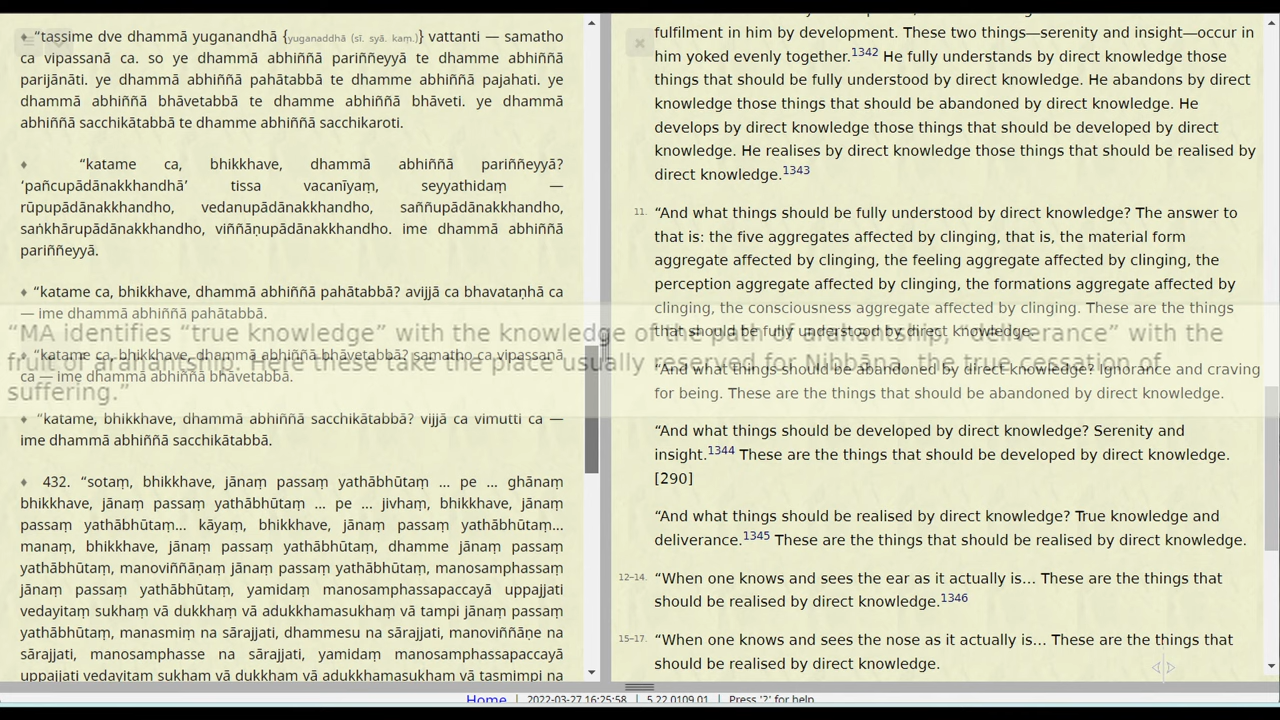 ♦ “tassime dve dhammā yuganandhā {yuganaddhā (sī. syā. kaṃ.)} vattanti — samatho
ca vipassanā ca. so ye dhammā abhiññā pariññeyyā te dhamme abhiññā
parijānāti. ye dhammā abhiññā pahātabbā te dhamme abhiññā pajahati. ye
dhammā abhiññā bhāvetabbā te dhamme abhiññā bhāveti. ye dhammā
abhiññā sacchikātabbā te dhamme abhiññā sacchikaroti.
♦ “katame ca, bhikkhave, dhammā abhiññā pariññeyyā?
‘pañcupādānakkhandhā’ tissa vacanīyaṃ, seyyathidaṃ —
rūpupādānakkhandho, vedanupādānakkhandho, saññupādānakkhandho,
saṅkhārupādānakkhandho, viññāṇupādānakkhandho. ime dhammā abhiññā
pariññeyyā.
♦ “katame ca, bhikkhave, dhammā abhiññā pahātabbā? avijjā ca bhavataṇhā ca
— ime dhammā abhiññā pahātabbā.
♦ “katame ca, bhikkhave, dhammā abhiññā bhāvetabbā? samatho ca vipassanā
ca — ime dhammā abhiññā bhāvetabbā.
♦ “katame, bhikkhave, dhammā abhiññā sacchikātabbā? vijjā ca vimutti ca —
ime dhammā abhiññā sacchikātabbā.
♦ 432. “sotaṃ, bhikkhave, jānaṃ passaṃ yathābhūtaṃ ... pe ... ghānaṃ
bhikkhave, jānaṃ passaṃ yathābhūtaṃ ... pe ... jivhaṃ, bhikkhave, jānaṃ
passaṃ yathābhūtaṃ... kāyaṃ, bhikkhave, jānaṃ passaṃ yathābhūtaṃ...
manaṃ, bhikkhave, jānaṃ passaṃ yathābhūtaṃ, dhamme jānaṃ passaṃ
yathābhūtaṃ, manoviññāṇaṃ jānaṃ passaṃ yathābhūtaṃ, manosamphassaṃ
jānaṃ passaṃ yathābhūtaṃ, yamidaṃ manosamphassapaccayā uppajjati
vedayitaṃ sukhaṃ vā dukkhaṃ vā adukkhamasukhaṃ vā tampi jānaṃ passaṃ
yathābhūtaṃ, manasmiṃ na sārajjati, dhammesu na sārajjati, manoviññāṇe na
sārajjati, manosamphasse na sārajjati, yamidaṃ manosamphassapaccayā
uppajjati vedayitaṃ sukhaṃ vā dukkhaṃ vā adukkhamasukhaṃ vā tasmiṃpi na
fulfilment in him by development. These two things—serenity and insight—occur in
him yoked evenly together.1342 He fully understands by direct knowledge those
things that should be fully understood by direct knowledge. He abandons by direct
knowledge those things that should be abandoned by direct knowledge. He
develops by direct knowledge those things that should be developed by direct
knowledge. He realises by direct knowledge those things that should be realised by
direct knowledge.1343
11. “And what things should be fully understood by direct knowledge? The answer to
that is: the five aggregates affected by clinging, that is, the material form
aggregate affected by clinging, the feeling aggregate affected by clinging, the
perception aggregate affected by clinging, the formations aggregate affected by
clinging, the consciousness aggregate affected by clinging. These are the things
that should be fully understood by direct knowledge.
“And what things should be abandoned by direct knowledge? Ignorance and craving
for being. These are the things that should be abandoned by direct knowledge.
“And what things should be developed by direct knowledge? Serenity and
insight.1344 These are the things that should be developed by direct knowledge.
[290]
“And what things should be realised by direct knowledge? True knowledge and
deliverance.1345 These are the things that should be realised by direct knowledge.
12–14. “When one knows and sees the ear as it actually is… These are the things that
should be realised by direct knowledge.1346
15–17. “When one knows and sees the nose as it actually is… These are the things that
should be realised by direct knowledge.
“MA identifies “true knowledge” with the knowledge of the path of arahantship, “deliverance” with the
fruit of arahantship. Here these take the place usually reserved for Nibbāna, the true cessation of
suffering.”
Home | 2022-03-27 16:25:58 | 5.22.0109.01 | Press '?' for help